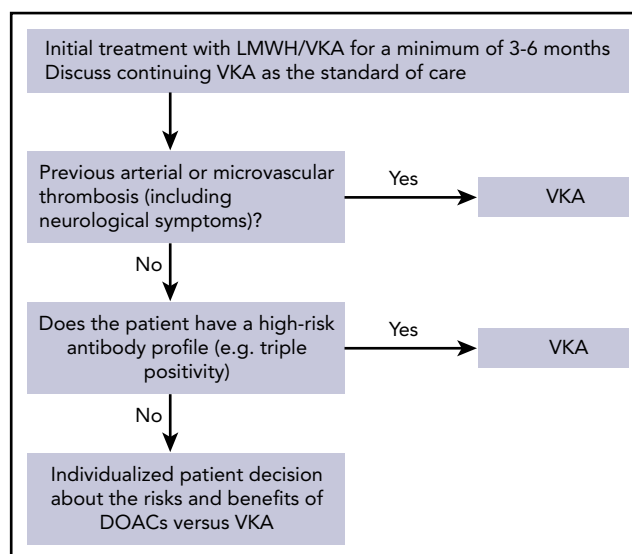 Initial treatment with LMWH/VKA for a minimum of 3-6 months
Discuss continuing VKA as the standard of care
Previous arterial or microvascular
thrombosis (including
neurological symptoms)?
Yes
VKA
No
Does the patient have a high-risk
antibody profile (e.g. triple
positivity)
Yes
VKA
No
Individualized patient decision
about the risks and benefits of
DOACs versus VKA